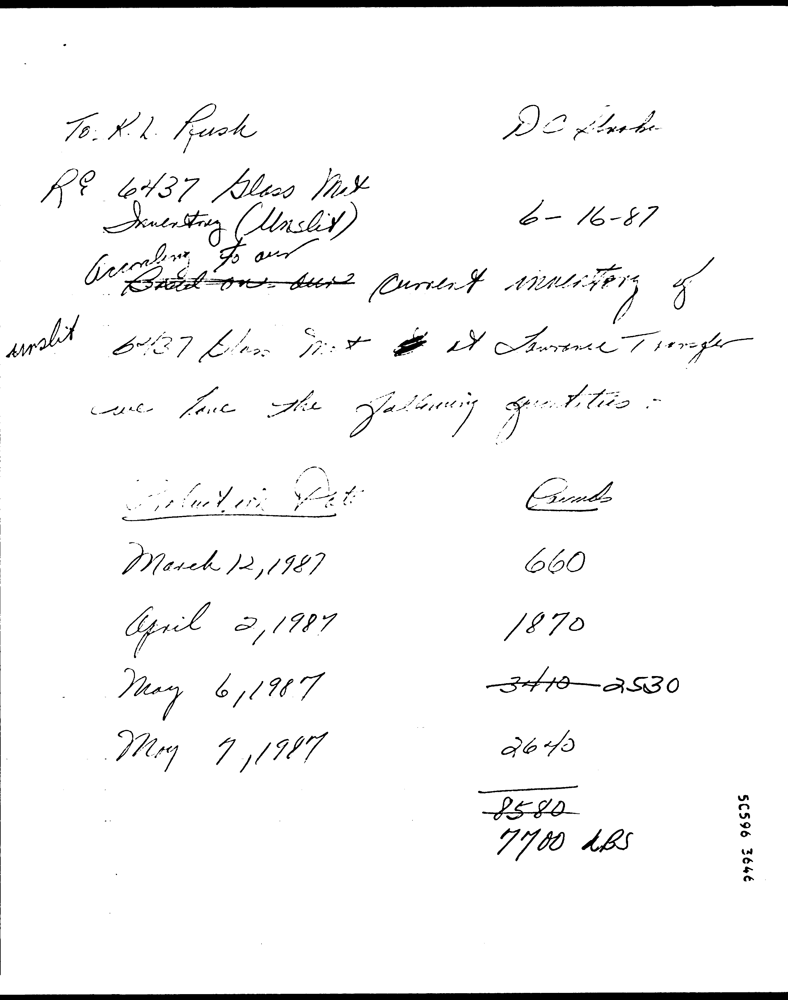 To: K. L. Rush D C
RE 6437 Glass Mat
Inventory (Unslit)
6-16-87
According to our
Based on our current inventory of
unslit 6437 Glass Mat at Lawrence Transfer
we have the following quantities :-
Production Date Pounds
March 12, 1987 660
April 2, 1987 1870
May 6, 1987 3410 2530
May 7, 1987 2640
8580
7700 LBS
50596 3646